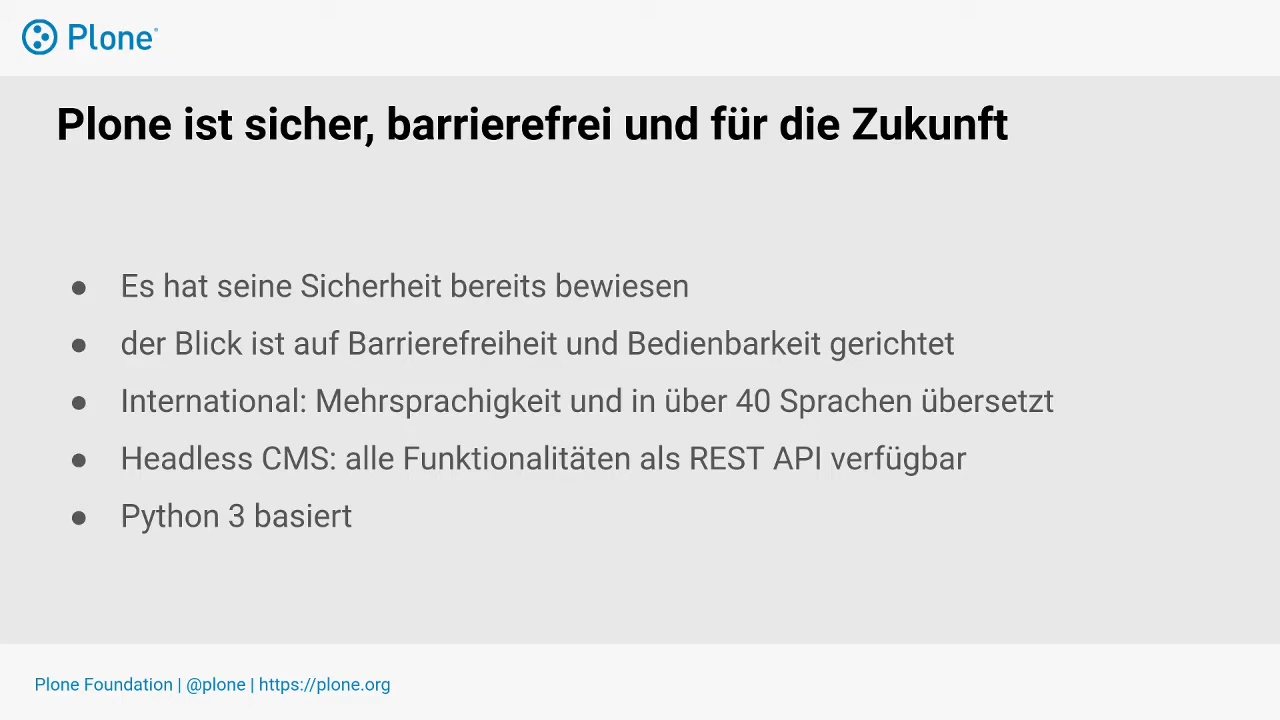 Plone
Plone ist sicher, barrierefrei und für die Zukunft
● Es hat seine Sicherheit bereits bewiesen
● der Blick ist auf Barrierefreiheit und Bedienbarkeit gerichtet
● International: Mehrsprachigkeit und in über 40 Sprachen übersetzt
● Headless CMS: alle Funktionalitäten als REST API verfügbar
● Python 3 basiert
Plone Foundation | @plone | https://plone.org